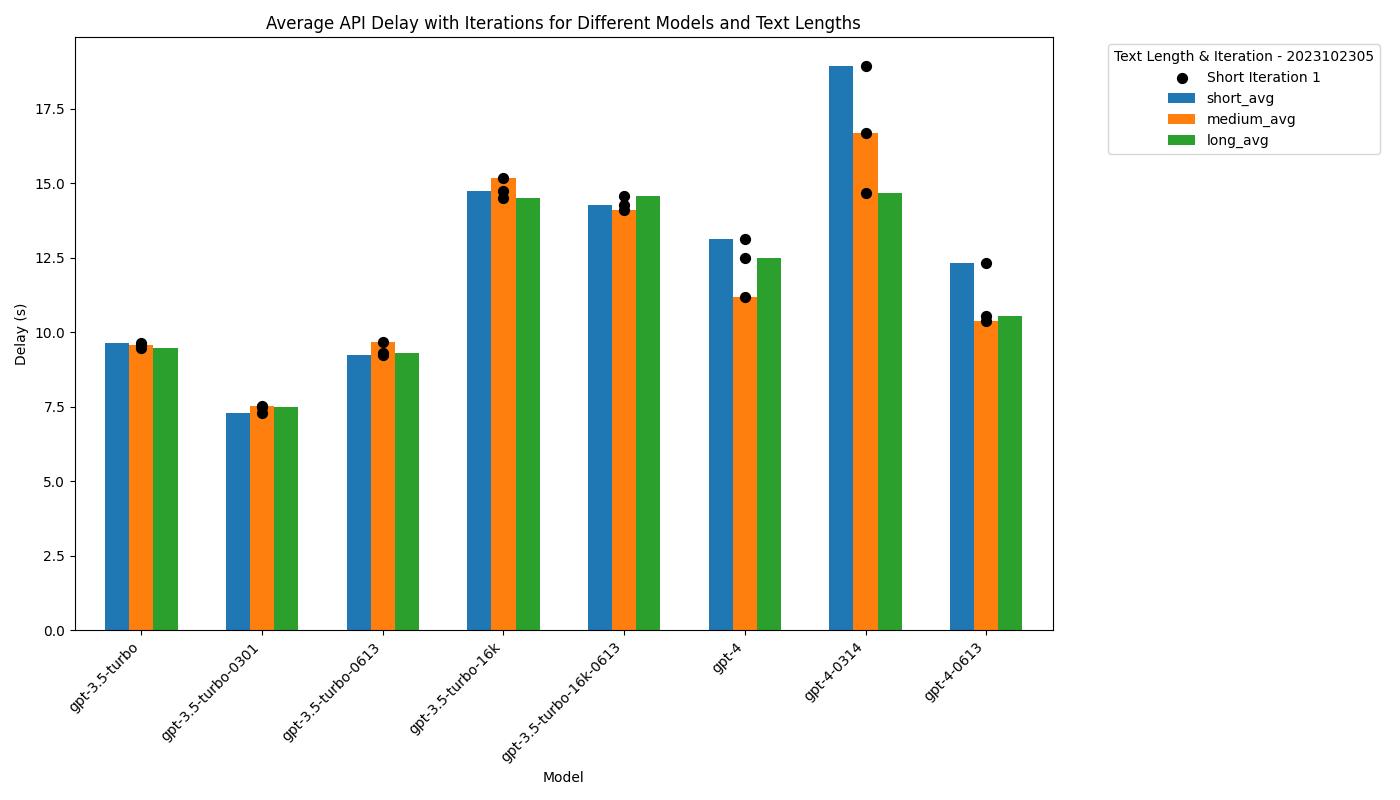 Average API Delay with Iterations for Different Models and Text Lengths
Text Length & Iteration - 2023102305
Short Iteration 1
short_avg
medium_avg
long_avg
Delay (s)
17.5
15.0
12.5
10.0
7.5
5.0
2.5
0.0
gpt-3.5-turbo
gpt-3.5-turbo-0301
gpt-3.5-turbo-0613
gpt-3.5-turbo-16k
gpt-3.5-turbo-16k-0613
gpt-4
gpt-4-0314
gpt-4-0613
Model